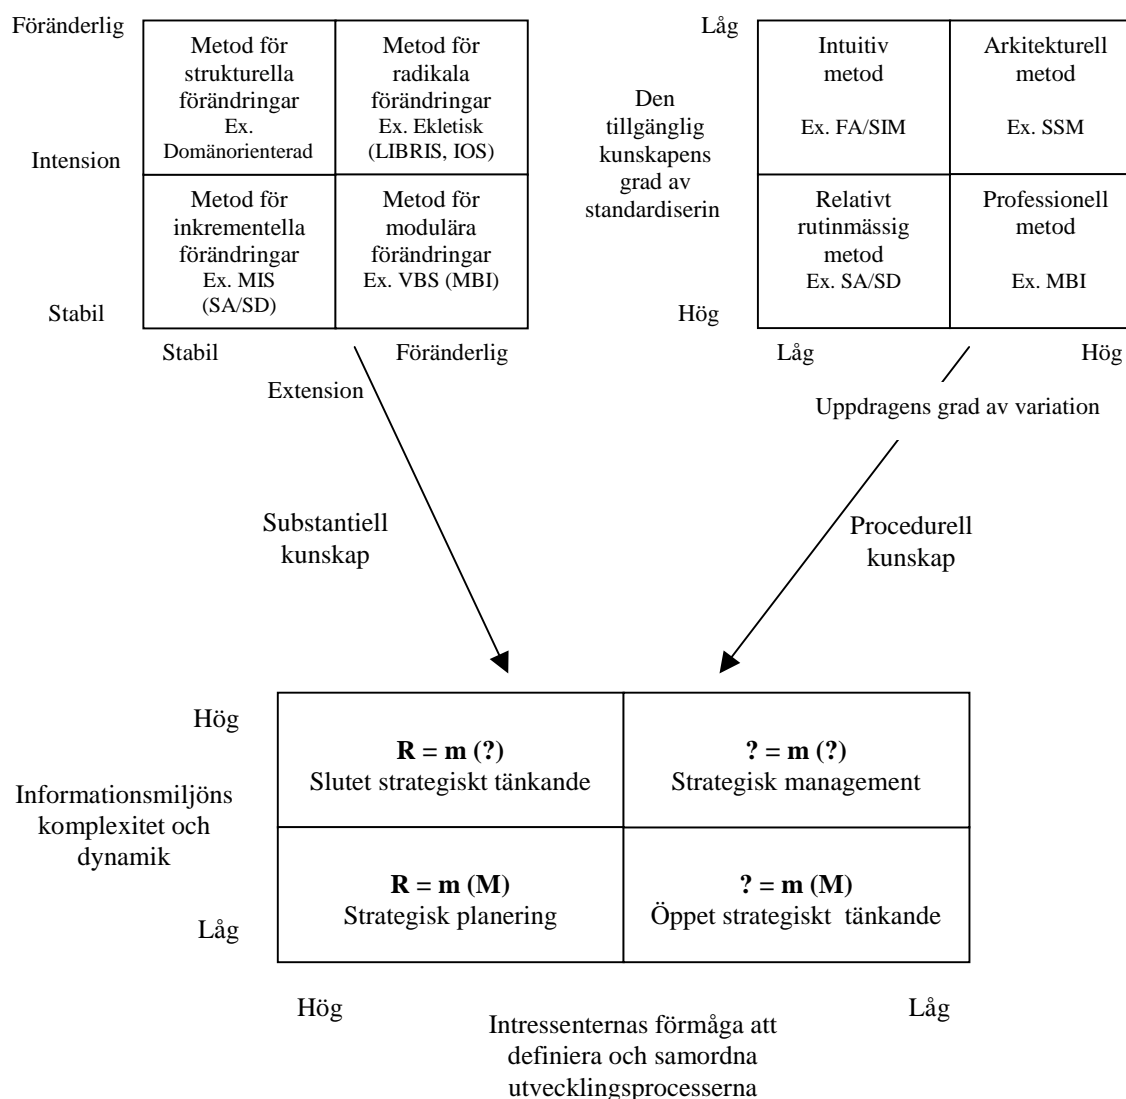 Föränderlig
Metod för
strukturella
förändringar
Ex.
Domänorienterad
Metod för
radikala
förändringar
Ex. Ekletisk
(LIBRIS, IOS)
Intension
Metod för
inkrementella
förändringar
Ex. MIS
(SA/SD)
Metod för
modulära
förändringar
Ex. VBS (MBI)
Stabil
Stabil
Föränderlig
Extension
Låg
Intuitiv
metod
Ex. FA/SIM
Arkitekturell
metod
Ex. SSM
Den
tillgänglig
kunskapens
grad av
standardiserin
Relativt
rutinmässig
metod
Ex. SA/SD
Professionell
metod
Ex. MBI
Hög
Låg
Hög
Uppdragens grad av variation
Substantiell
kunskap
Procedurell
kunskap
Hög
R = m (?)
Slutet strategiskt tänkande
? = m (?)
Strategisk management
Informationsmiljöns
komplexitet och
dynamik
R = m (M)
Strategisk planering
? = m (M)
Öppet strategiskt tänkande
Låg
Hög
Låg
Intressenternas förmåga att
definiera och samordna
utvecklingsprocesserna